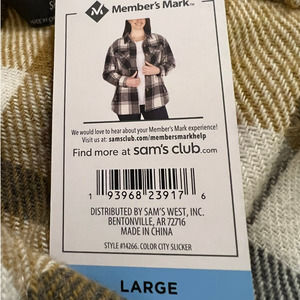 Member's Mark™
We would love to hear about your Member's Mark experience!
Visit us at: samsclub.com/membersmarkhelp
Find more at sam's club.com
1 93968 23917 6
DISTRIBUTED BY SAM'S WEST, INC.
BENTONVILLE, AR 72716
MADE IN CHINA
STYLE #14266. COLOR CITY SLICKER
LARGE